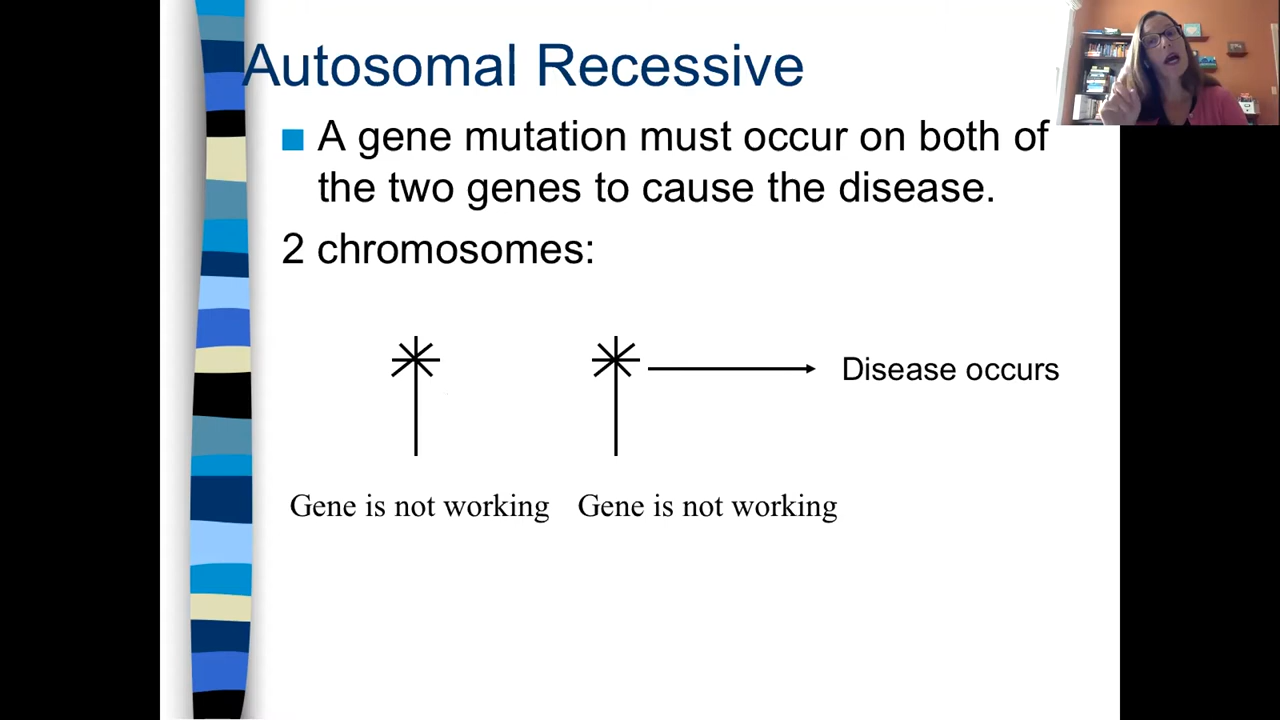 Autosomal Recessive
A gene mutation must occur on both of
the two genes to cause the disease.
2 chromosomes:
Disease occurs
Gene is not working
Gene is not working